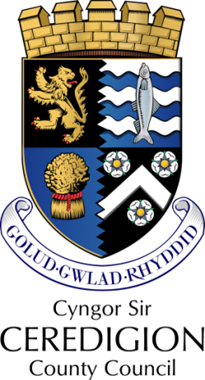 GOLUD·GWLAD·RHYDDID
Cyngor Sir
CEREDIGION
County Council